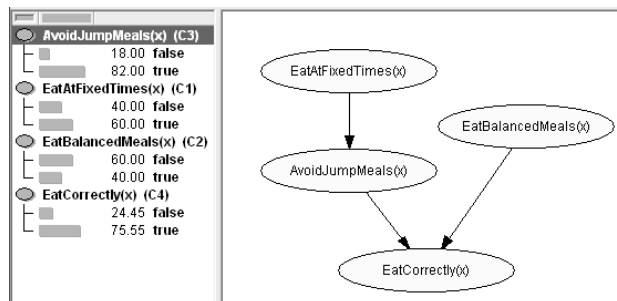 AvoidJumpMeals(x) (C3)
18.00 false
82.00 true
EatAtFixedTimes(x) (C1)
40.00 false
60.00 true
EatBalancedMeals(x) (C2)
60.00 false
40.00 true
EatCorrectly(x) (C4)
24.45 false
75.55 true
EatAtFixedTimes(x)
EatBalancedMeals(x)
AvoidJumpMeals(x)
EatCorrectly(x)